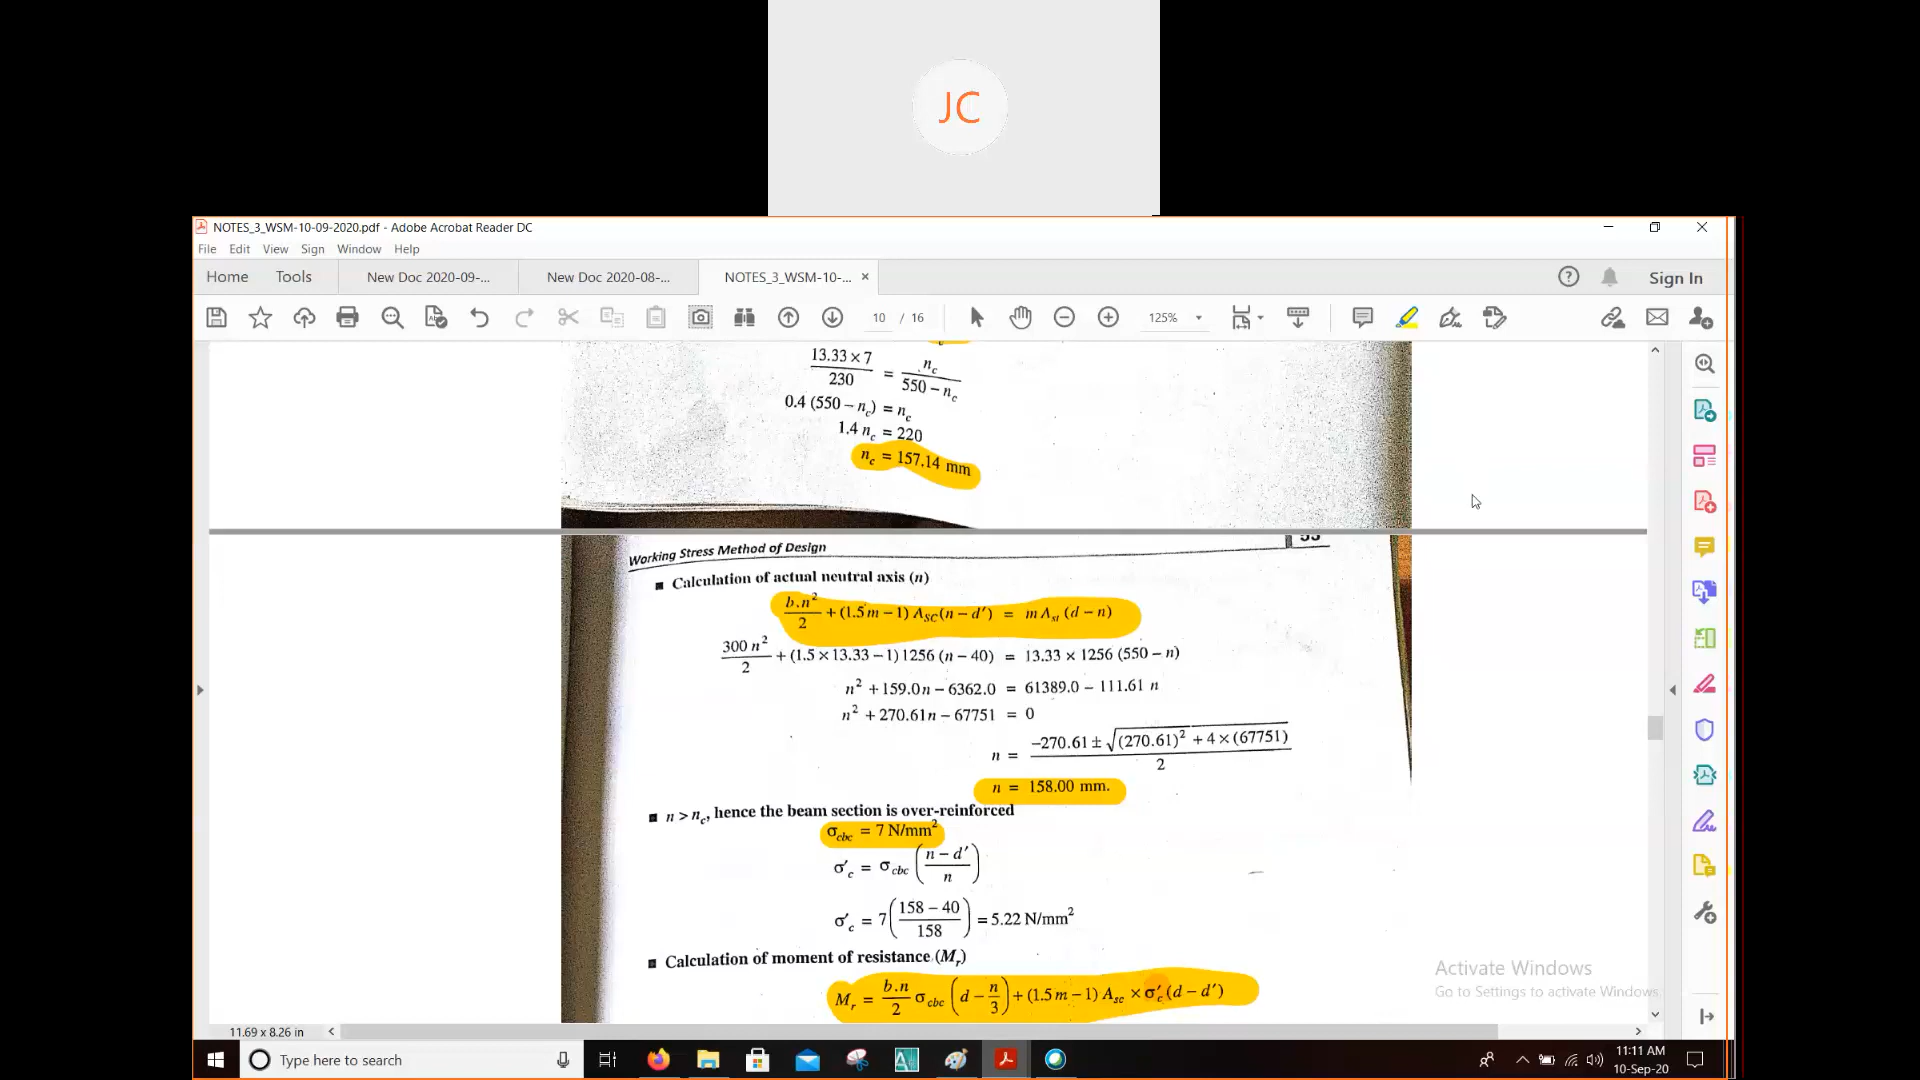 JC
NOTES_3_WSM-10-09-2020.pdf - Adobe Acrobat Reader DC
File Edit View Sign Window Help
Home Tools New Doc 2020-09-... New Doc 2020-08-... NOTES_3_WSM-10-... × Sign In
10 / 16 125%
13.33 × 7 / 230 = n_c / 550 – n_c
0.4 (550 – n_c) = n_c
1.4 n_c = 220
n_c = 157.14 mm
Working Stress Method of Design
■ Calculation of actual neutral axis (n)
b.n² / 2 + (1.5 m – 1) A_SC (n – d′) = m A_st (d – n)
300 n² / 2 + (1.5 × 13.33 – 1) 1256 (n – 40) = 13.33 × 1256 (550 – n)
n² + 159.0n – 6362.0 = 61389.0 – 111.61 n
n² + 270.61n – 67751 = 0
n = –270.61 ± √(270.61)² + 4 × (67751) / 2
n = 158.00 mm.
■ n > n_c, hence the beam section is over-reinforced
σ_cbc = 7 N/mm²
σ′_c = σ_cbc (n – d′ / n)
σ′_c = 7 (158 – 40 / 158) = 5.22 N/mm²
■ Calculation of moment of resistance (M_r)
M_r = b.n / 2 σ_cbc (d – n/3) + (1.5 m – 1) A_sc × σ′_c (d – d′)
Activate Windows
Go to Settings to activate Windows.
11.69 x 8.26 in
Type here to search
11:11 AM
10-Sep-20